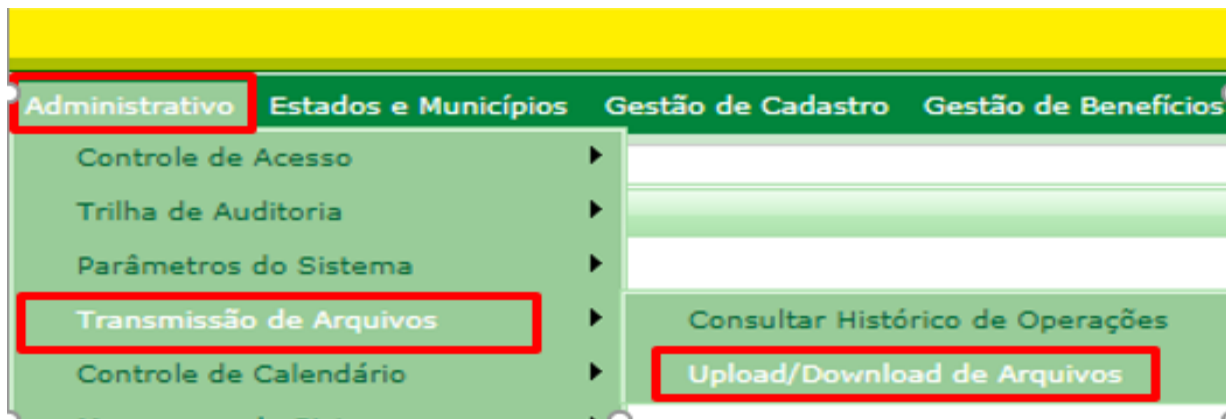 Administrativo Estados e Municípios Gestão de Cadastro Gestão de Benefícios
Controle de Acesso
Trilha de Auditoria
Parâmetros do Sistema
Transmissão de Arquivos Consultar Histórico de Operações
Controle de Calendário Upload/Download de Arquivos